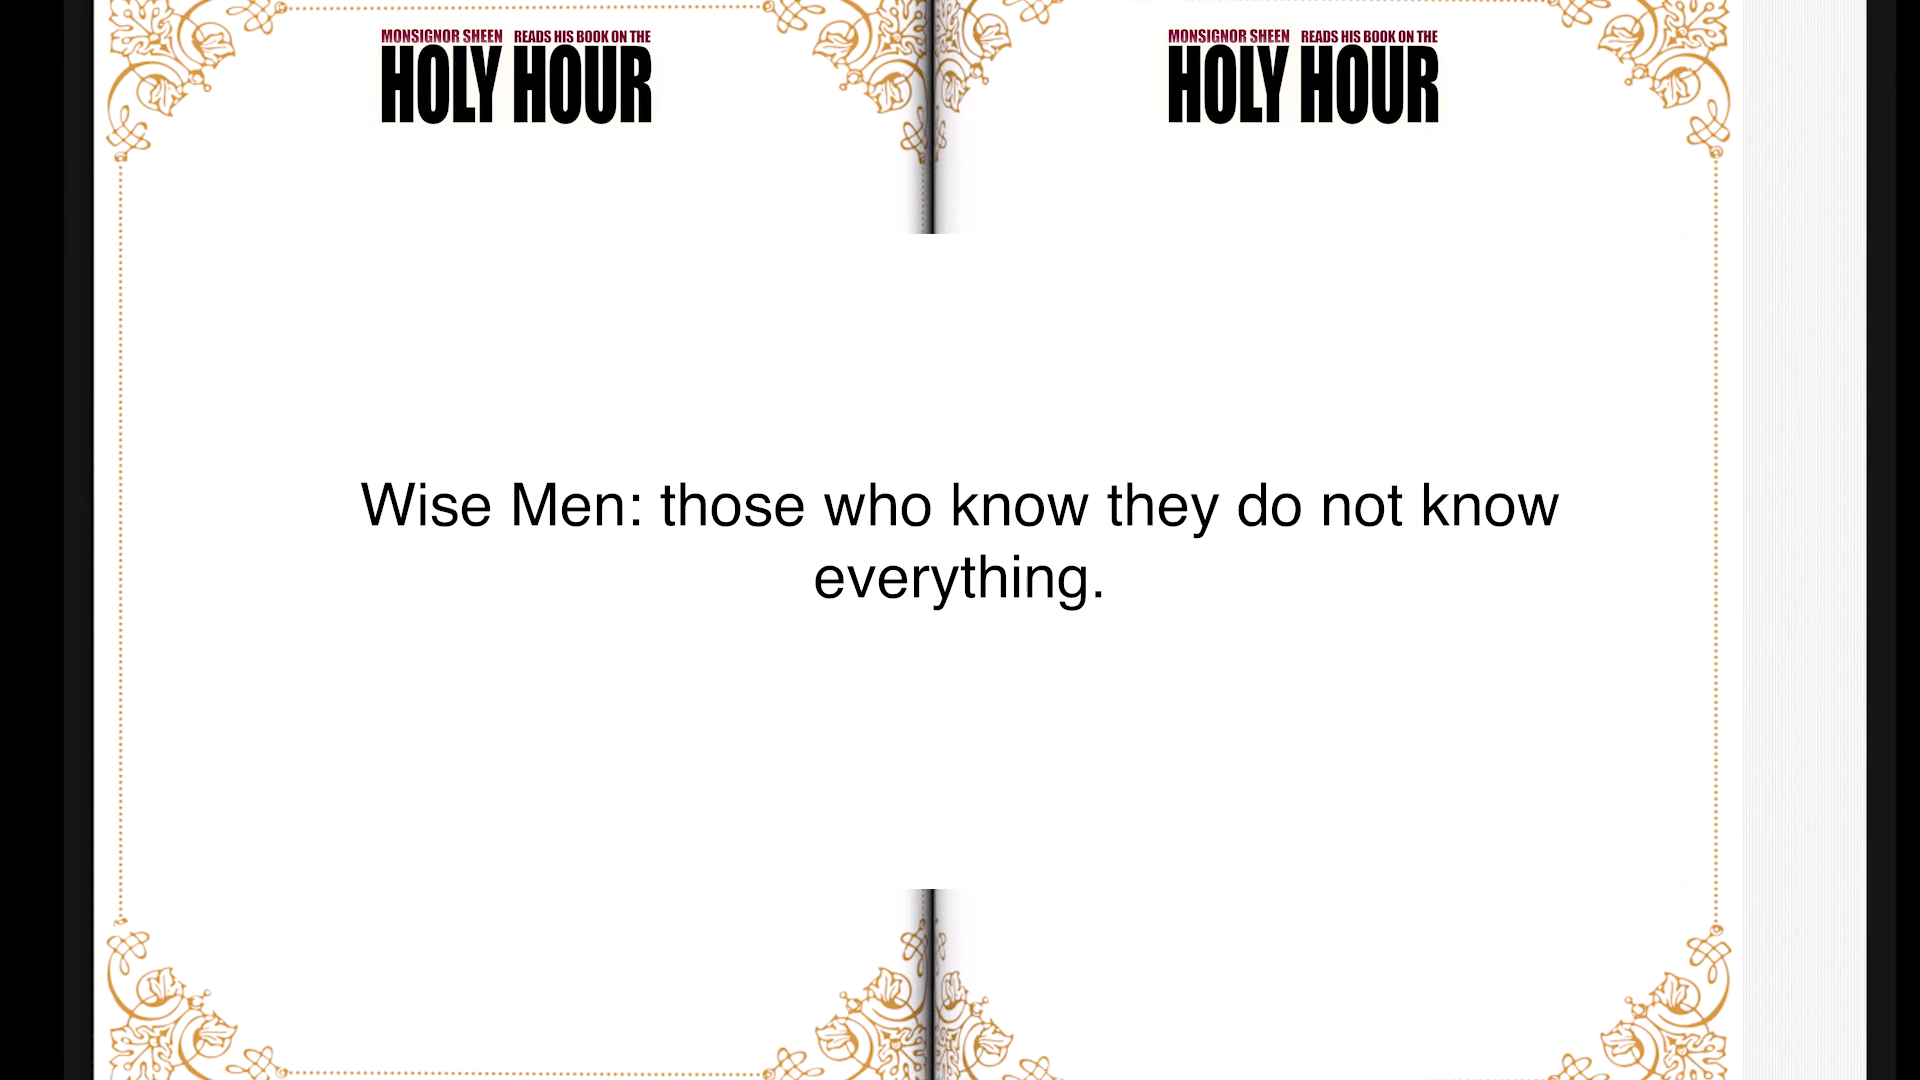 MONSIGNOR SHEEN READS HIS BOOK ON THE
HOLY HOUR
MONSIGNOR SHEEN READS HIS BOOK ON THE
HOLY HOUR
Wise Men: those who know they do not know
everything.